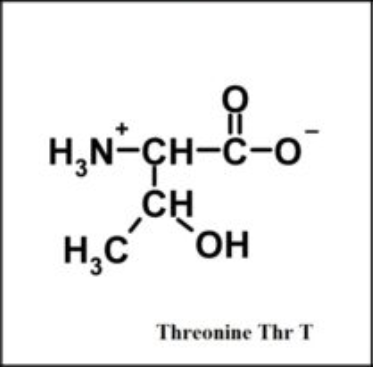 O
H₃N⁺–CH–C–O⁻
CH
H₃C OH
Threonine Thr T